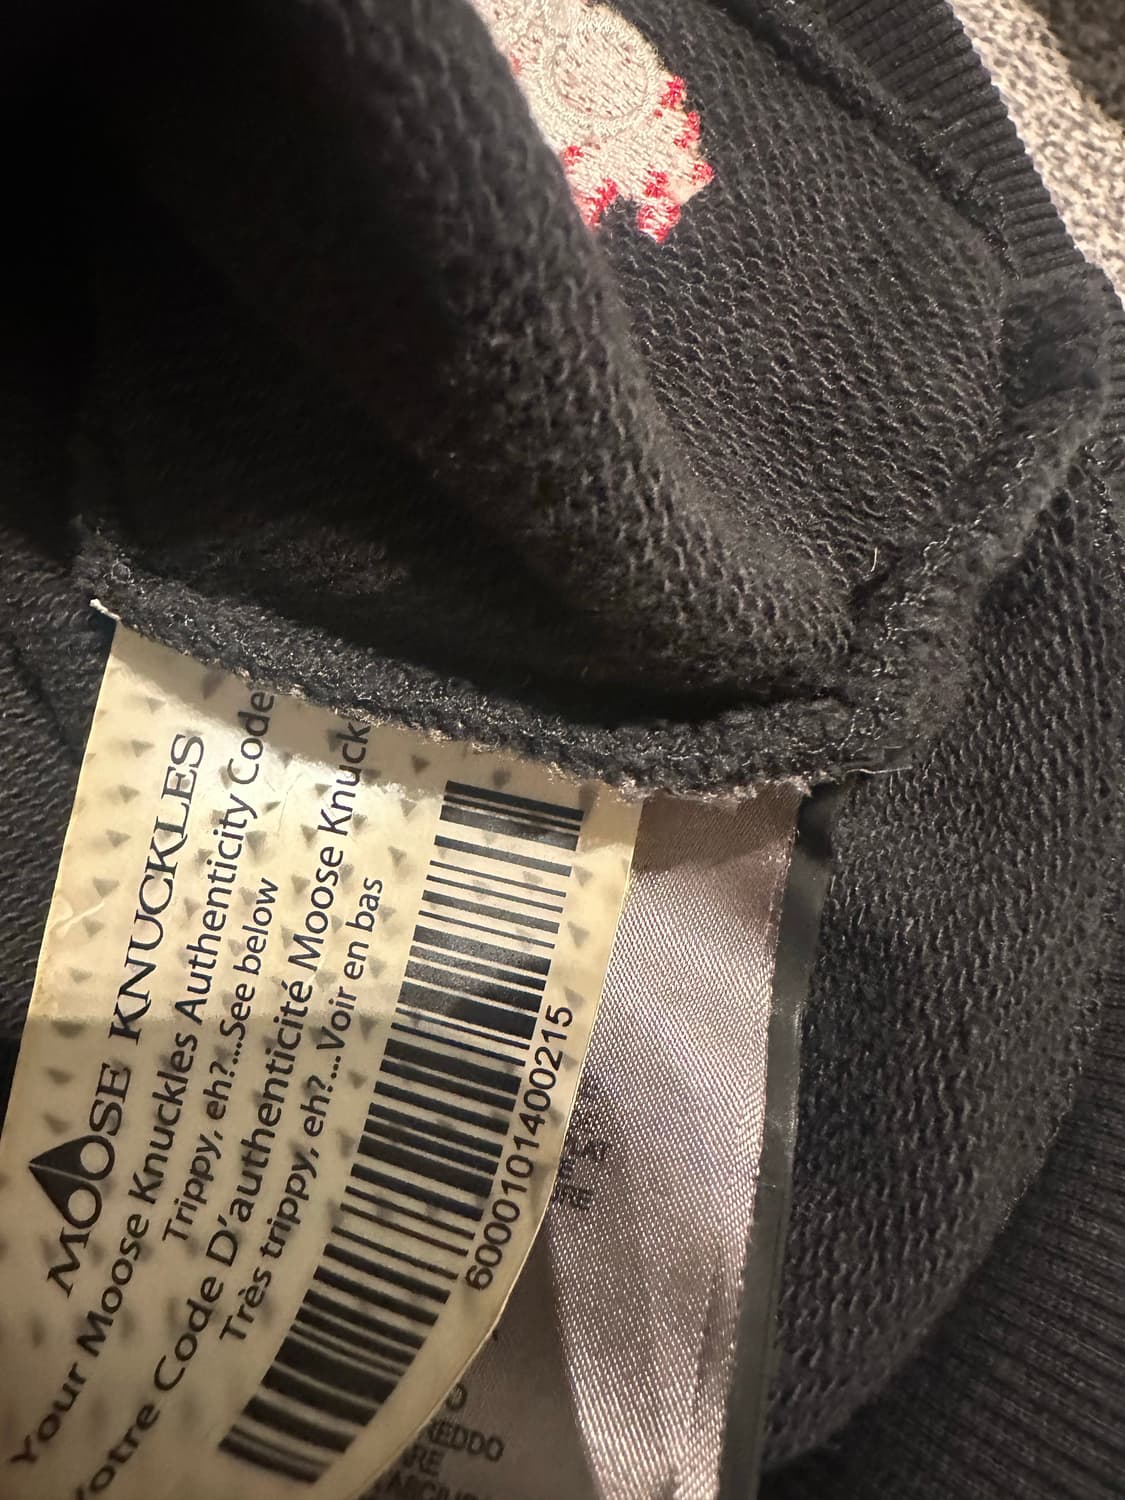 MOOSE KNUCKLES
Your Moose Knuckles Authenticity Code
Trippy, eh?...See below
Votre Code D'authenticité Moose Knuck
Très trippy, eh?...Voir en bas
6000101400215
REDDO